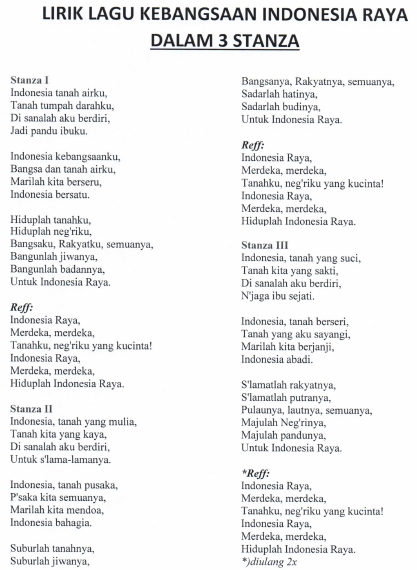 LIRIK LAGU KEBANGSAAN INDONESIA RAYA
DALAM 3 STANZA
Stanza I
Indonesia tanah airku,
Tanah tumpah darahku,
Di sanalah aku berdiri,
Jadi pandu ibuku.
Indonesia kebangsaanku,
Bangsa dan tanah airku,
Marilah kita berseru,
Indonesia bersatu.
Hiduplah tanahku,
Hiduplah neg'riku,
Bangsaku, Rakyatku, semuanya,
Bangunlah jiwanya,
Bangunlah badannya,
Untuk Indonesia Raya.
Reff:
Indonesia Raya,
Merdeka, merdeka,
Tanahku, neg'riku yang kucinta!
Indonesia Raya,
Merdeka, merdeka,
Hiduplah Indonesia Raya.
Stanza II
Indonesia, tanah yang mulia,
Tanah kita yang kaya,
Di sanalah aku berdiri,
Untuk s'lama-lamanya.
Indonesia, tanah pusaka,
P'saka kita semuanya,
Marilah kita mendoa,
Indonesia bahagia.
Suburlah tanahnya,
Suburlah jiwanya,
Bangsanya, Rakyatnya, semuanya,
Sadarlah hatinya,
Sadarlah budinya,
Untuk Indonesia Raya.
Reff:
Indonesia Raya,
Merdeka, merdeka,
Tanahku, neg'riku yang kucinta!
Indonesia Raya,
Merdeka, merdeka,
Hiduplah Indonesia Raya.
Stanza III
Indonesia, tanah yang suci,
Tanah kita yang sakti,
Di sanalah aku berdiri,
N'jaga ibu sejati.
Indonesia, tanah berseri,
Tanah yang aku sayangi,
Marilah kita berjanji,
Indonesia abadi.
S'lamatlah rakyatnya,
S'lamatlah putranya,
Pulaunya, lautnya, semuanya,
Majulah Neg'rinya,
Majulah pandunya,
Untuk Indonesia Raya.
*Reff:
Indonesia Raya,
Merdeka, merdeka,
Tanahku, neg'riku yang kucinta!
Indonesia Raya,
Merdeka, merdeka,
Hiduplah Indonesia Raya.
*)diulang 2x